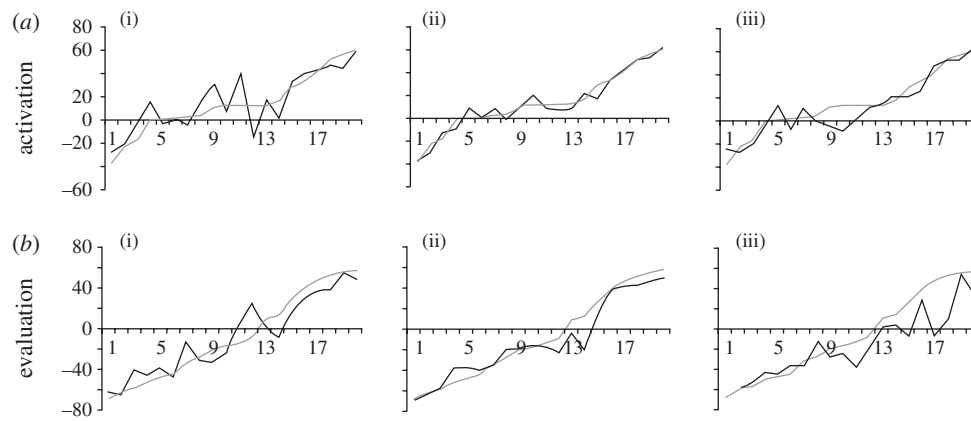 (a) (i) (ii) (iii)
activation
80
60
40
20
0
–20
–60
1 5 9 13 17
1 5 9 13 17
1 5 9 13 17
(b) (i) (ii) (iii)
evaluation
80
40
0
–40
–80
1 5 9 13 17
1 5 9 13 17
1 5 9 13 17